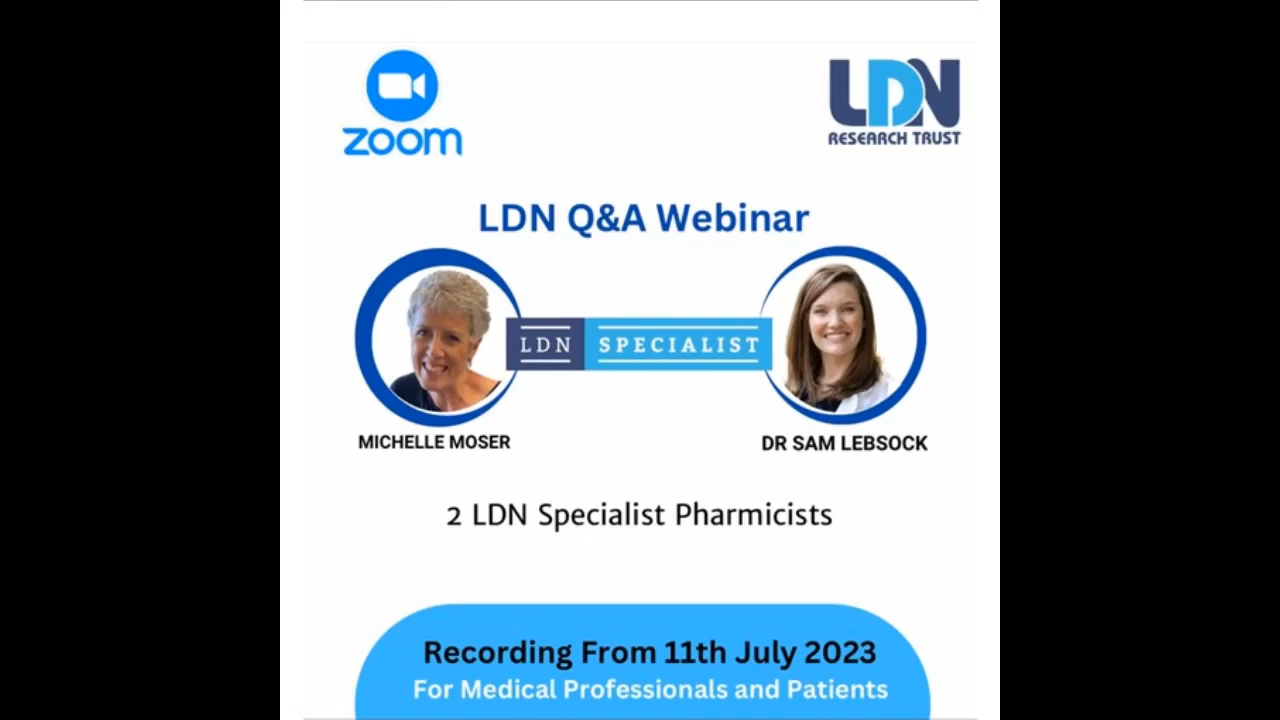 zoom
LDN
RESEARCH TRUST
LDN Q&A Webinar
LDN SPECIALIST
MICHELLE MOSER
DR SAM LEBSOCK
2 LDN Specialist Pharmicists
Recording From 11th July 2023
For Medical Professionals and Patients